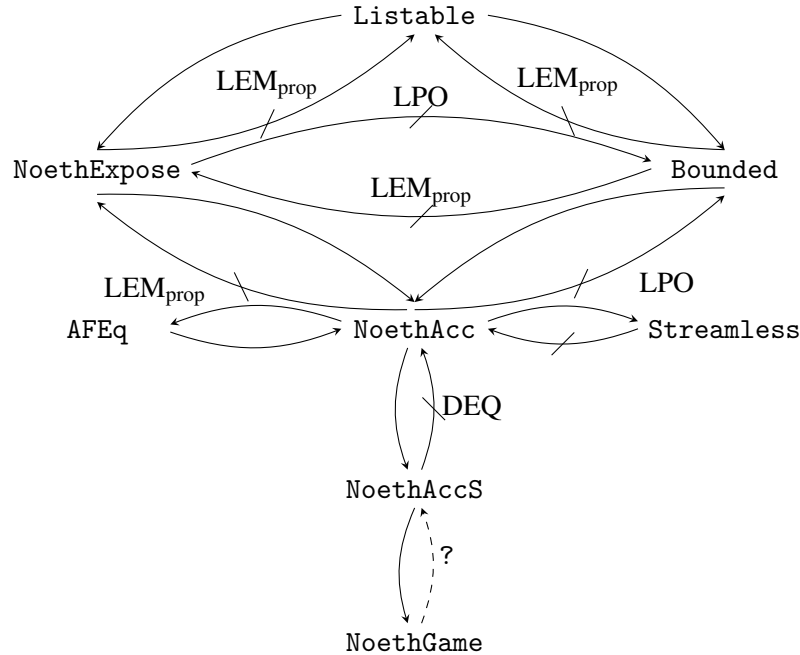 Listable
LEMprop
LPO
LEMprop
NoethExpose
Bounded
LEMprop
LEMprop
LPO
AFEq
NoethAcc
Streamless
DEQ
NoethAccS
?
NoethGame